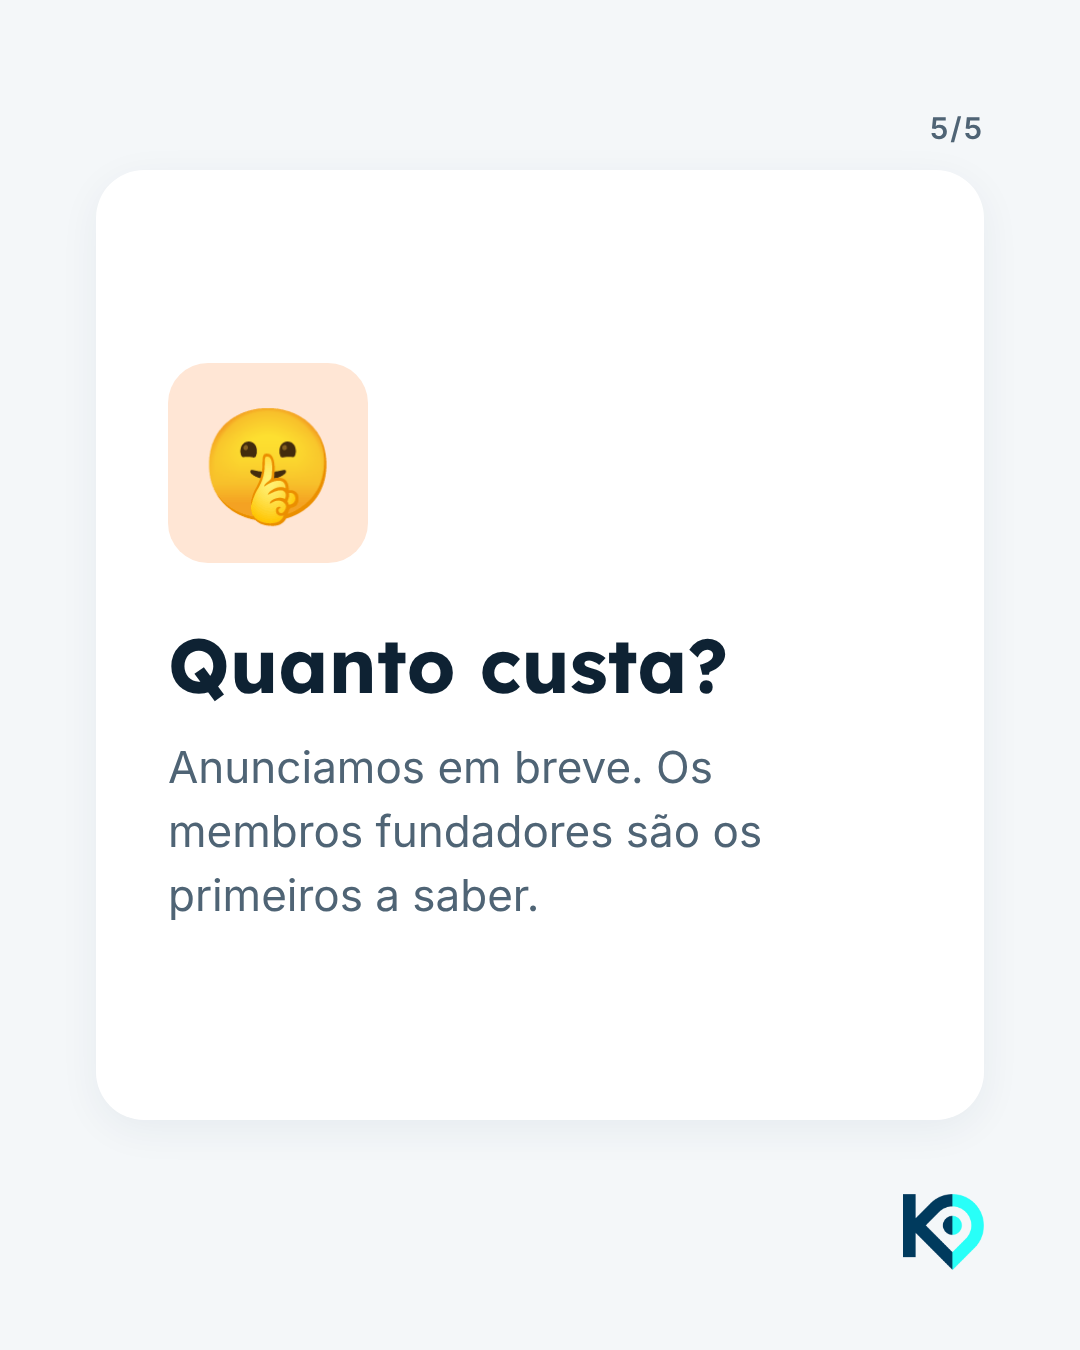 5/5
Quanto custa?
Anunciamos em breve. Os
membros fundadores são os
primeiros a saber.